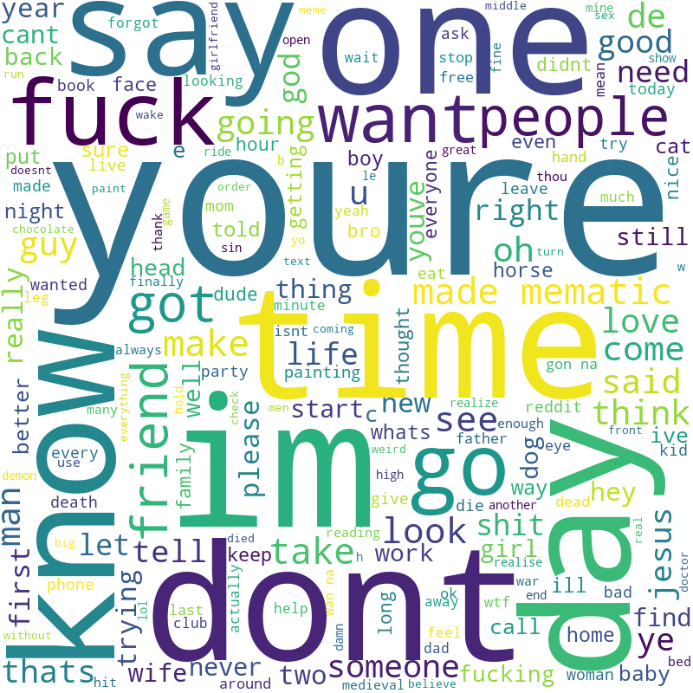 year forgot meme middle mine sex
cant say one ask de
back girlfriend open wait stop fine good didnt show
run looking free mean today
book face god need
fuck want people
wake going even try cat
put sure e hour boy great hand nice
doesnt live ride b le thou
made paint order youre u everyone leave much
night mom getting yeah right
chocolate guy thank game told yo bro youve oh still
sin text horse turn w
really wanted head dude thing eat
leg finally got minute made mematic
time isnt coming thought gon na love
always make life come
know party painting said
better many friend well start c new see realize reddit think
everything hold check men whats father enough front ive
every please weird dog eye kid
demon use family im high go way hey
man death give die another dead
big reading look shit jesus
first let tell died keep take work girl real
phone h realise
trying lol actually wan na ok wtf war ill bad doctor
without last help long away end call find
club damn feel day home ye
thats wife never dont dad someone fucking woman baby bed
hit around two medieval believe